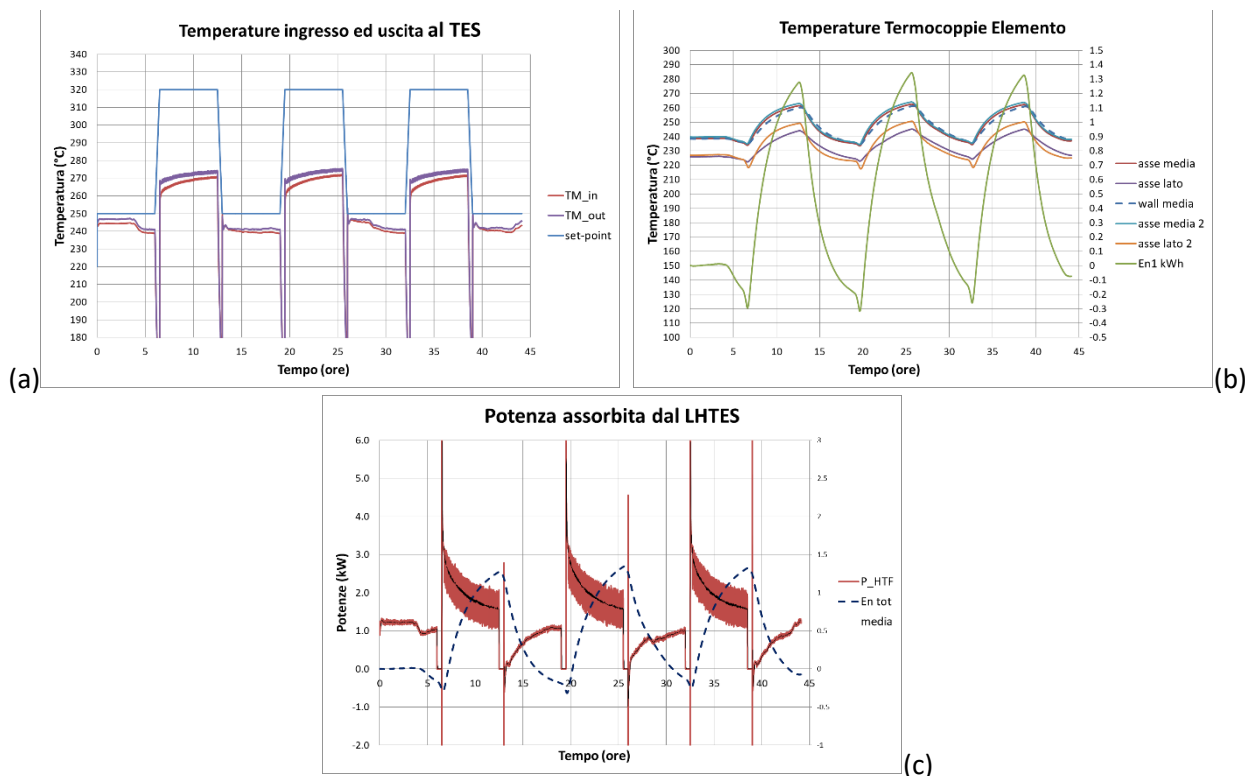 Temperature ingresso ed uscita al TES
340
320
300
290
280
270
260
250
240
230
220
210
200
190
180
0 5 10 15 20 25 30 35 40 45
Temperatura (°C)
Tempo (ore)
TM_in
TM_out
set-point
(a)
Temperature Termocoppie Elemento
300
290
280
270
260
250
240
230
220
210
200
190
180
170
160
150
140
130
120
110
100
1.5
1.4
1.3
1.2
1.1
1
0.9
0.8
0.7
0.6
0.5
0.4
0.3
0.2
0.1
0
-0.1
-0.2
-0.3
-0.4
-0.5
0 5 10 15 20 25 30 35 40 45
Temperatura (°C)
Tempo (ore)
asse media
asse lato
wall media
asse media 2
asse lato 2
En1 kWh
(b)
Potenza assorbita dal LHTES
6.0
5.0
4.0
3.0
2.0
1.0
0.0
-1.0
-2.0
3
2.5
2
1.5
1
0.5
0
-0.5
-1
0 5 10 15 20 25 30 35 40 45
Potenze (kW)
Tempo (ore)
P_HTF
En tot
media
(c)